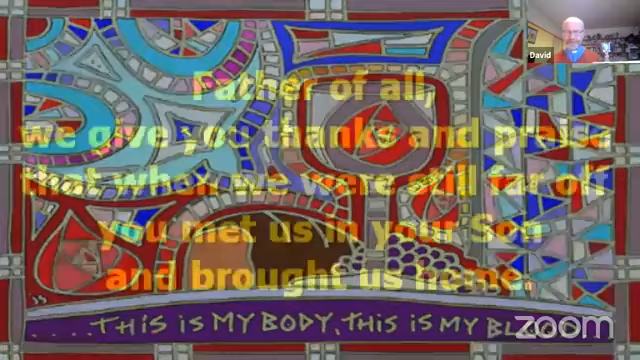 David
Father of all,
we give you thanks and praise
that when we were still far off
you met us in your Son
and brought us home.
.....THIS IS MY BODY, THIS IS MY BLOOD
zoom